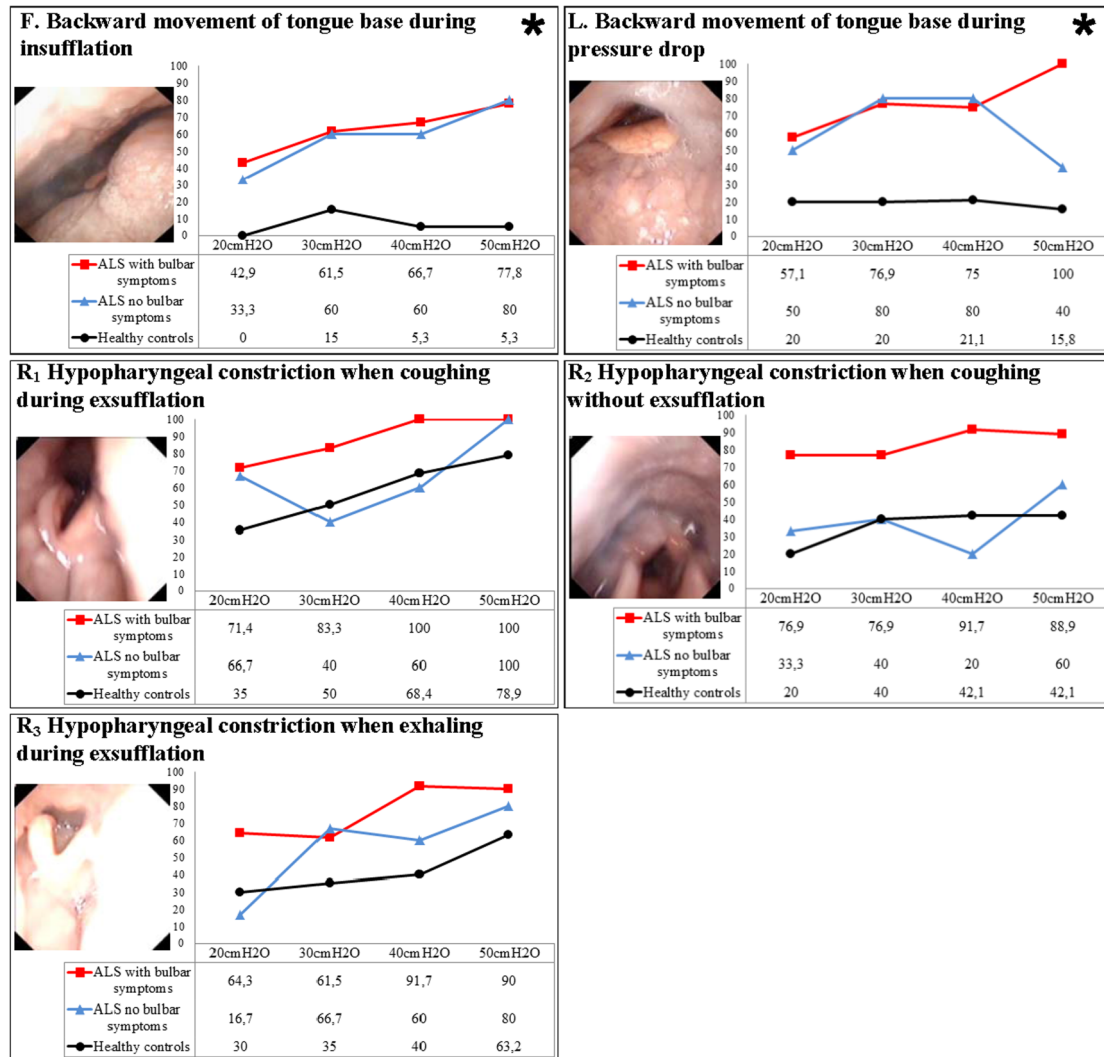 F. Backward movement of tongue base during
insufflation *
100
90
80
70
60
50
40
30
20
10
0
20cmH2O 30cmH2O 40cmH2O 50cmH2O
ALS with bulbar
symptoms 42,9 61,5 66,7 77,8
ALS no bulbar
symptoms 33,3 60 60 80
Healthy controls 0 15 5,3 5,3
L. Backward movement of tongue base during
pressure drop *
100
90
80
70
60
50
40
30
20
10
0
20cmH2O 30cmH2O 40cmH2O 50cmH2O
ALS with bulbar
symptoms 57,1 76,9 75 100
ALS no bulbar
symptoms 50 80 80 40
Healthy controls 20 20 21,1 15,8
R₁ Hypopharyngeal constriction when coughing
during exsufflation
100
90
80
70
60
50
40
30
20
10
0
20cmH2O 30cmH2O 40cmH2O 50cmH2O
ALS with bulbar
symptoms 71,4 83,3 100 100
ALS no bulbar
symptoms 66,7 40 60 100
Healthy controls 35 50 68,4 78,9
R₂ Hypopharyngeal constriction when coughing
without exsufflation
100
90
80
70
60
50
40
30
20
10
0
20cmH2O 30cmH2O 40cmH2O 50cmH2O
ALS with bulbar
symptoms 76,9 76,9 91,7 88,9
ALS no bulbar
symptoms 33,3 40 20 60
Healthy controls 20 40 42,1 42,1
R₃ Hypopharyngeal constriction when exhaling
during exsufflation
100
90
80
70
60
50
40
30
20
10
0
20cmH2O 30cmH2O 40cmH2O 50cmH2O
ALS with bulbar
symptoms 64,3 61,5 91,7 90
ALS no bulbar
symptoms 16,7 66,7 60 80
Healthy controls 30 35 40 63,2